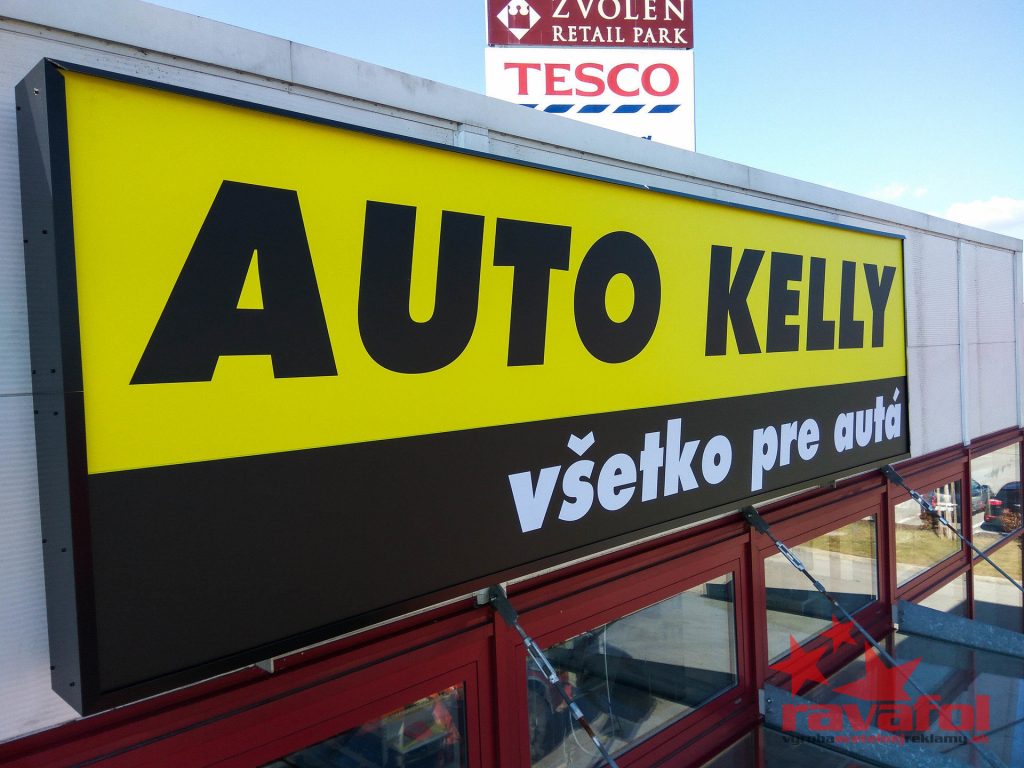 ZVOLEN
RETAIL PARK
TESCO
AUTO KELLY
všetko pre autá
ravafol